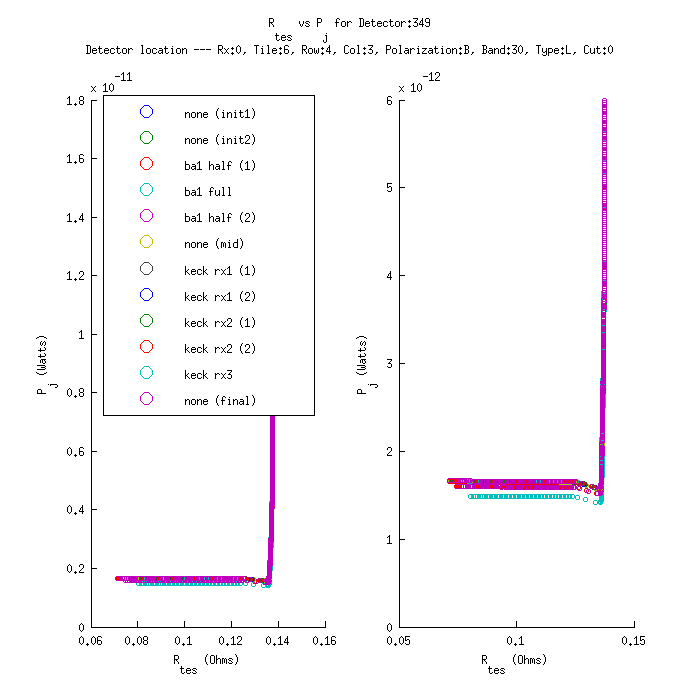 R tes vs P j for Detector:349
Detector location --- Rx:0, Tile:6, Row:4, Col:3, Polarization:B, Band:30, Type:L, Cut:0
x 10^-11
1.8
1.6
1.4
1.2
1
0.8
0.6
0.4
0.2
0
P j (Watts)
none (init1)
none (init2)
ba1 half (1)
ba1 full
ba1 half (2)
none (mid)
keck rx1 (1)
keck rx1 (2)
keck rx2 (1)
keck rx2 (2)
keck rx3
none (final)
0.06 0.08 0.1 0.12 0.14 0.16
R tes (Ohms)
x 10^-12
6
5
4
3
2
1
0
P j (Watts)
0.05 0.1 0.15
R tes (Ohms)